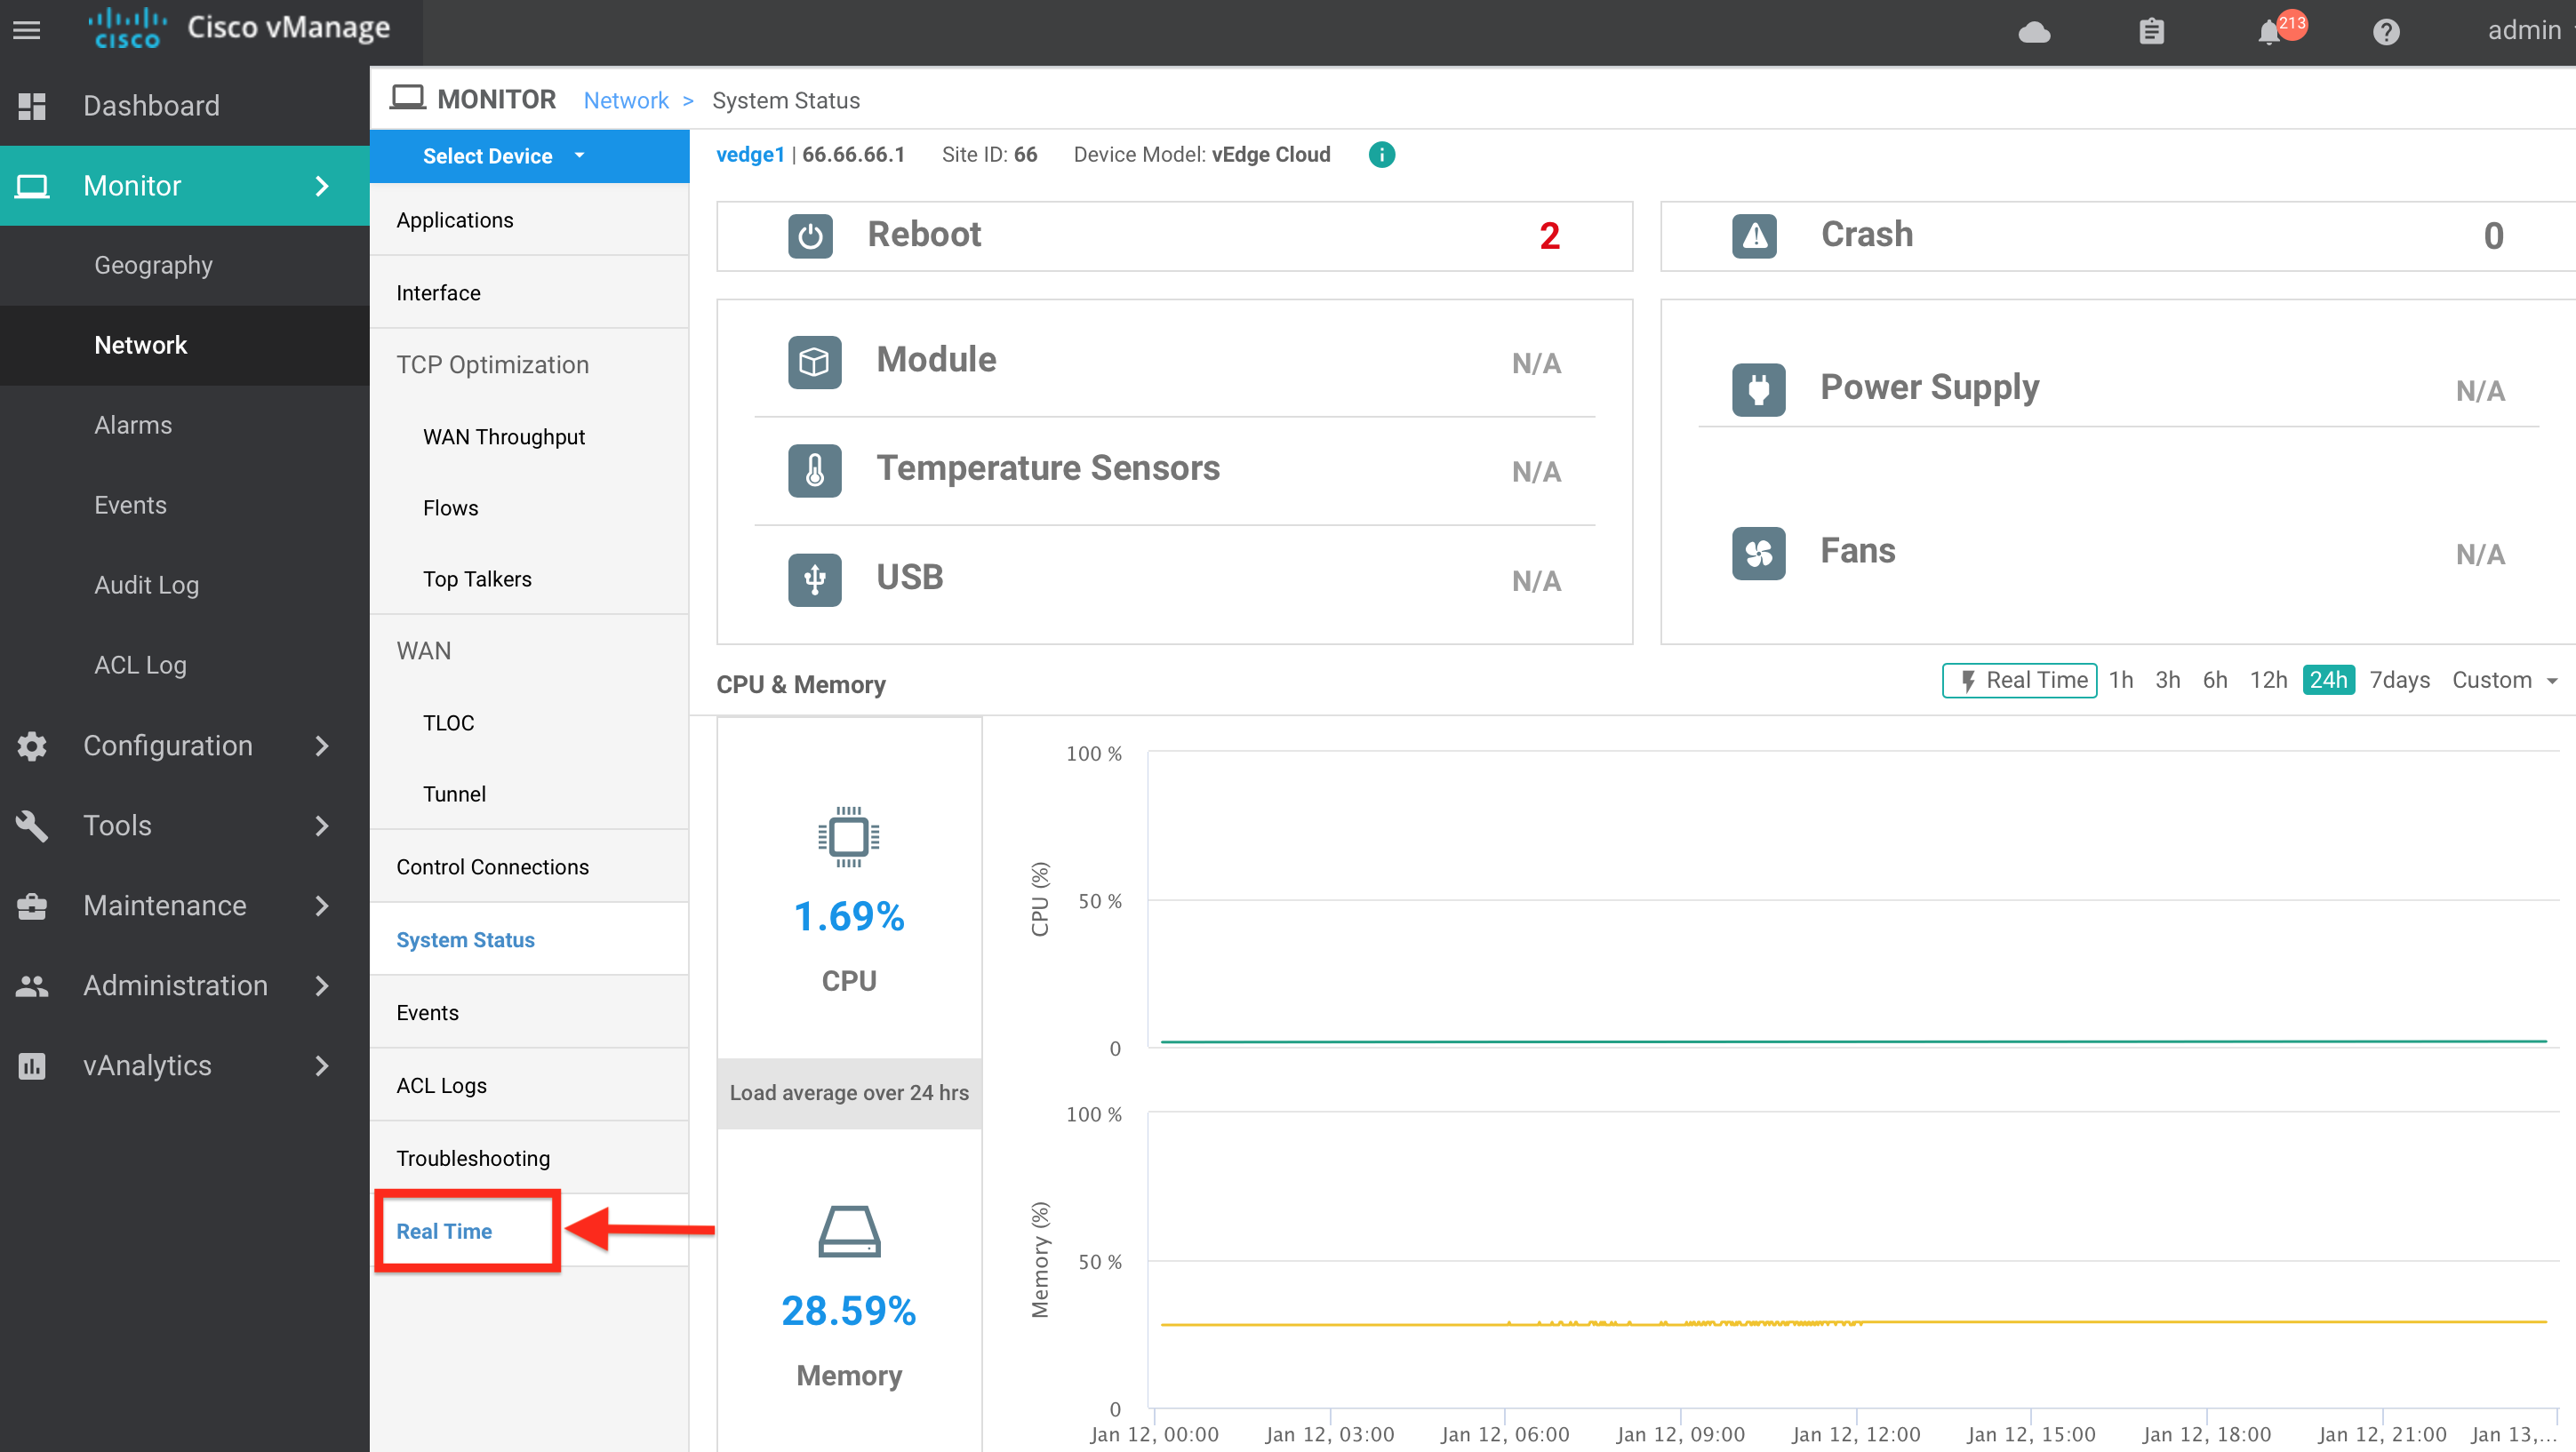 cisco Cisco vManage
213
admin
Dashboard
Monitor
Geography
Network
Alarms
Events
Audit Log
ACL Log
Configuration
Tools
Maintenance
Administration
vAnalytics
MONITOR Network > System Status
Select Device
Applications
Interface
TCP Optimization
WAN Throughput
Flows
Top Talkers
WAN
TLOC
Tunnel
Control Connections
System Status
Events
ACL Logs
Troubleshooting
Real Time
vedge1 | 66.66.66.1 Site ID: 66 Device Model: vEdge Cloud
Reboot 2
Crash 0
Module N/A
Temperature Sensors N/A
USB N/A
Power Supply N/A
Fans N/A
CPU & Memory
Real Time 1h 3h 6h 12h 24h 7days Custom
1.69%
CPU
Load average over 24 hrs
28.59%
Memory
CPU (%)
100 %
50 %
0
Memory (%)
100 %
50 %
0
Jan 12, 00:00 Jan 12, 03:00 Jan 12, 06:00 Jan 12, 09:00 Jan 12, 12:00 Jan 12, 15:00 Jan 12, 18:00 Jan 12, 21:00 Jan 13,...